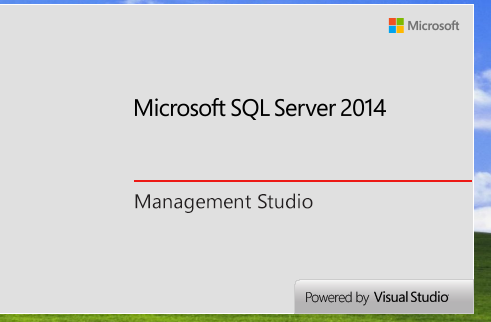 Microsoft
Microsoft SQL Server 2014
Management Studio
Powered by Visual Studio